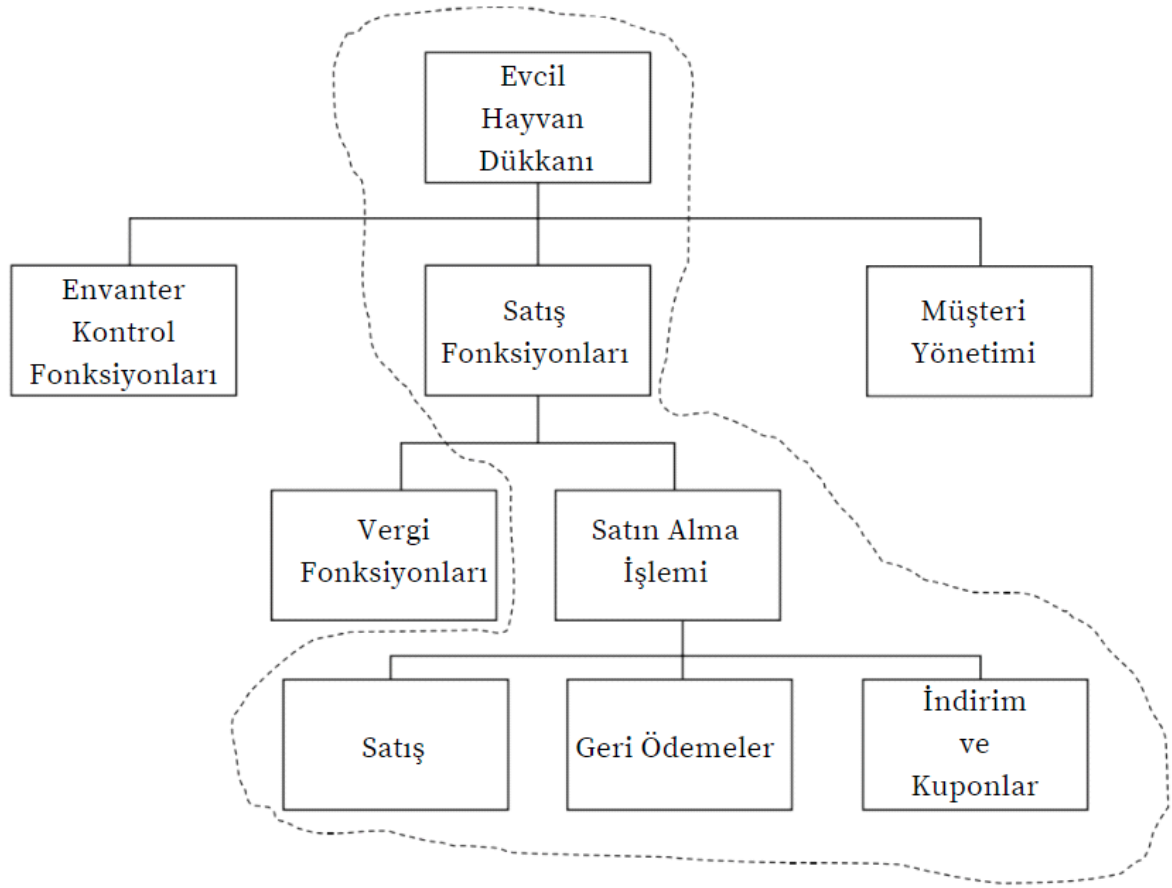 Evcil
Hayvan
Dükkanı
Envanter
Kontrol
Fonksiyonları
Satış
Fonksiyonları
Müşteri
Yönetimi
Vergi
Fonksiyonları
Satın Alma
İşlemi
Satış
Geri Ödemeler
İndirim
ve
Kuponlar